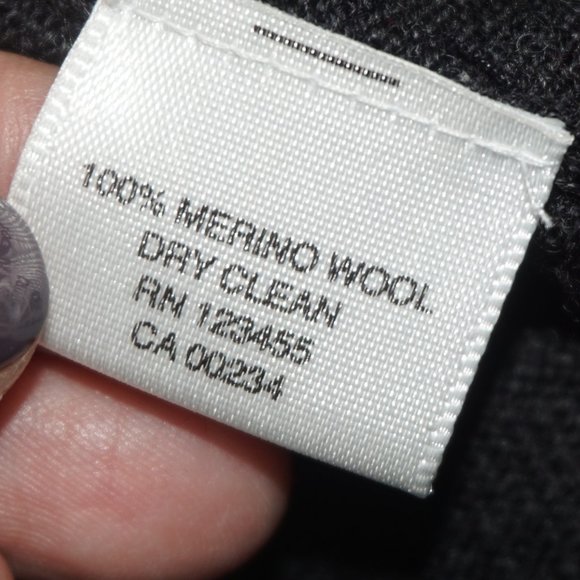 100% MERINO WOOL
DRY CLEAN
RN 123455
CA 00234